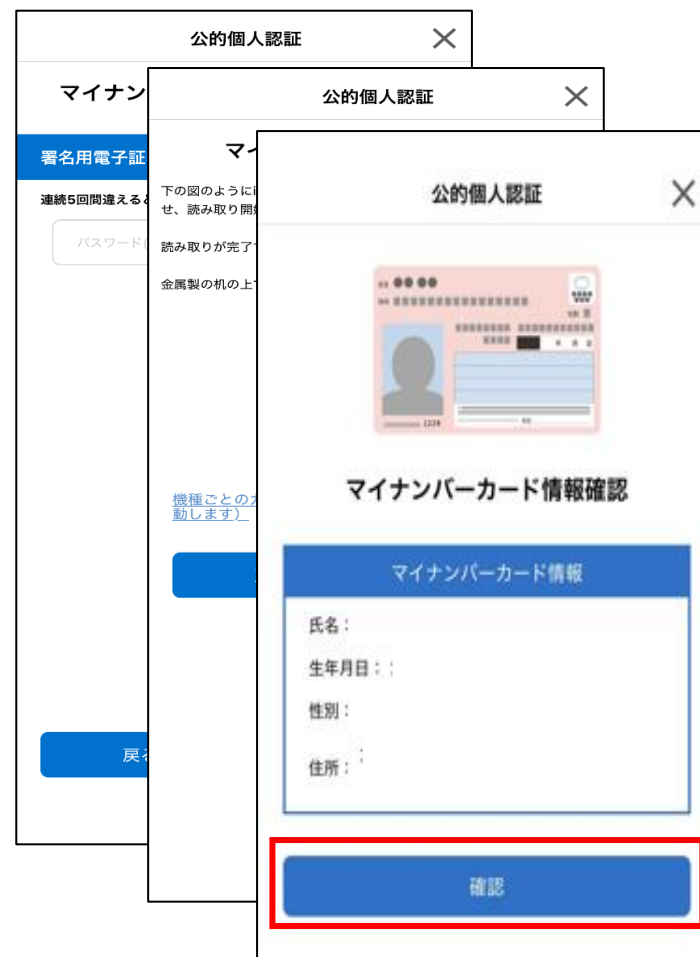 公的個人認証
マイナン
署名用電子証
連続5回間違えると
パスワード(
戻る
公的個人認証
マイ
下の図のようにi
せ、読み取り開始
読み取りが完了
金属製の机の上
機種ごとの
動します)
公的個人認証
1234
マイナンバーカード情報確認
マイナンバーカード情報
氏名：
生年月日：
性別：
住所：
確認